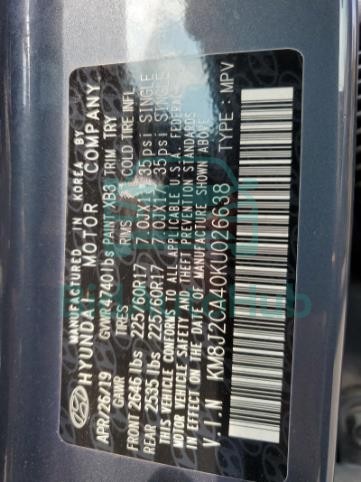 MANUFACTURED IN KOREA BY
HYUNDAI MOTOR COMPANY
APR/26/19 GVWR4740lbs PAINT XB3 TRIM TRY
GAWR RIMS COLD TIRE INFL
FRONT 2646 lbs 225/60R17 7.0JX17 35psi SINGLE
REAR 2535 lbs 225/60R17 7.0JX17 35psi SINGLE
THIS VEHICLE CONFORMS TO ALL APPLICABLE U.S.A. FEDERAL
MOTOR VEHICLE SAFETY AND THEFT PREVENTION STANDARDS
IN EFFECT ON THE DATE OF MANUFACTURE SHOWN ABOVE
V.I.N KM8J2CA40KU026638 TYPE : MPV